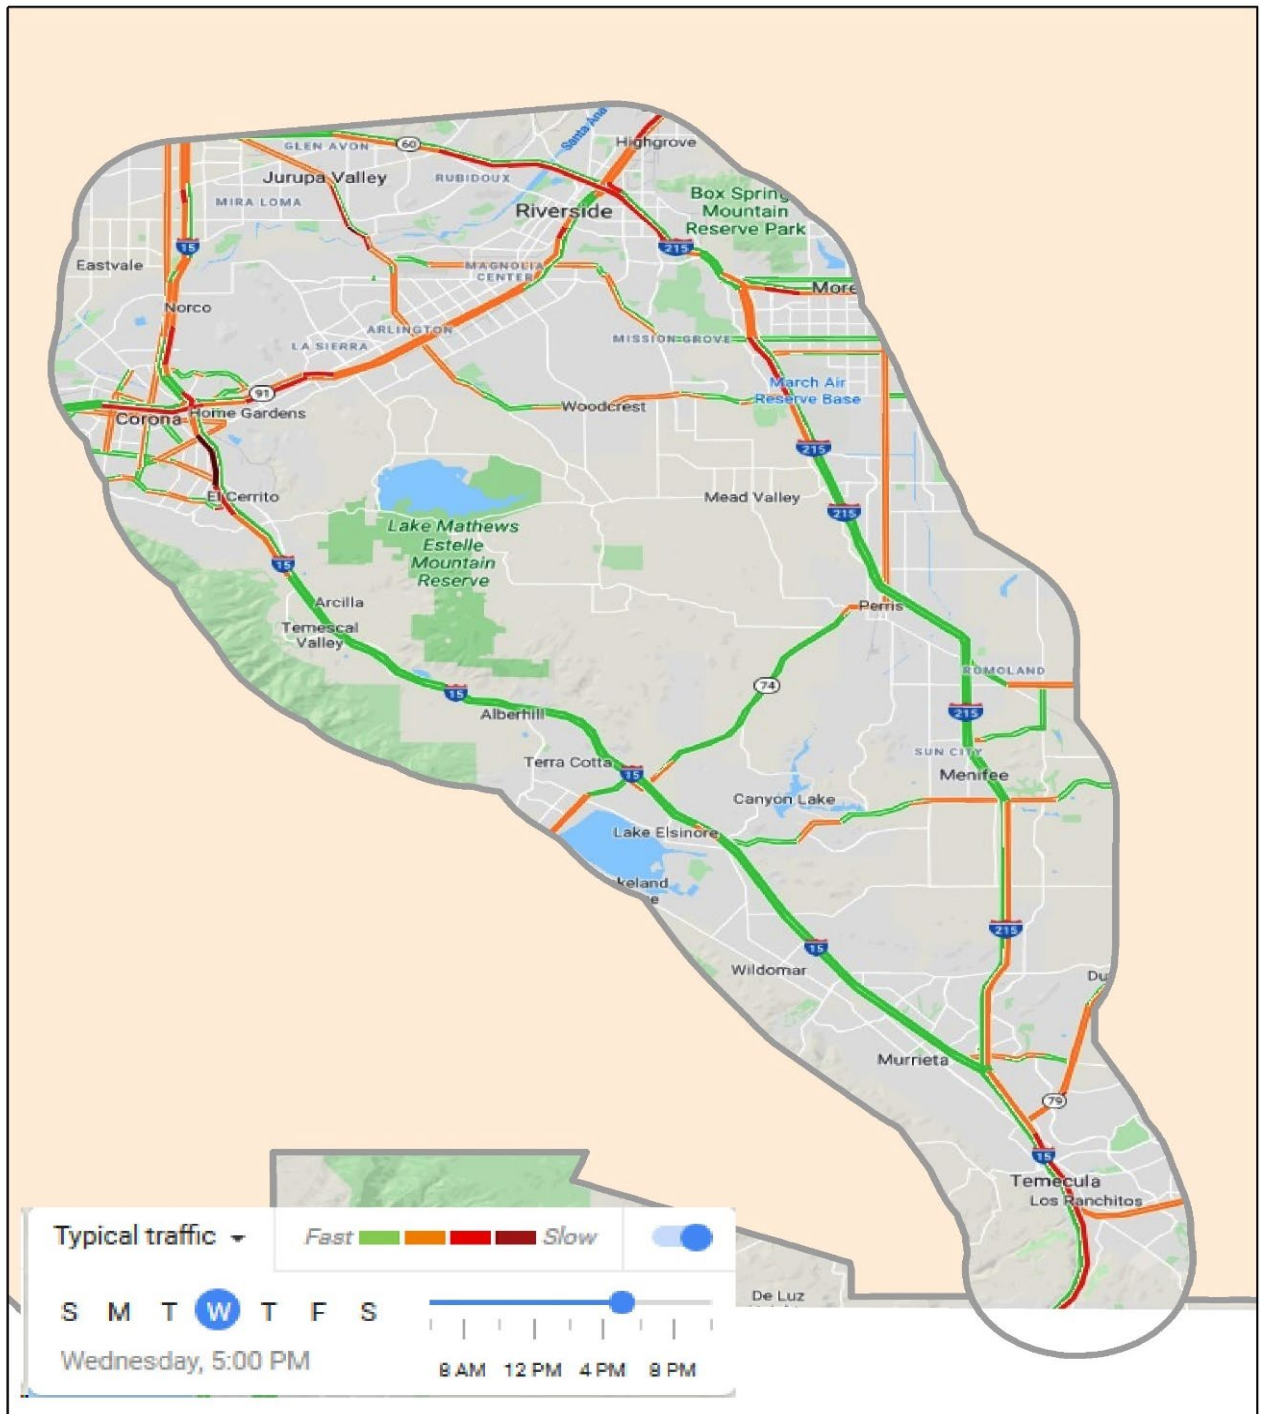 Santa Ana
Highgrove
GLEN AVON
60
Jurupa Valley
RUBIDOUX
Box Spring
Mountain
Reserve Park
MIRA LOMA
Riverside
15
215
Eastvale
MAGNOLIA
CENTER
More
Norco
ARLINGTON
LA SIERRA
MISSION GROVE
March Air
Reserve Base
91
Woodcrest
Corona
Home Gardens
215
El Cerrito
Mead Valley
215
Lake Mathews
Estelle
Mountain
Reserve
15
Arcilla
Perris
Temescal
Valley
ROMOLAND
74
15
Alberhill
215
SUN CITY
Terra Cotta
15
Menifee
Canyon Lake
Lake Elsinore
keland
e
215
15
Wildomar
Du
Murrieta
79
15
Temecula
Los Ranchitos
Typical traffic
Fast
Slow
De Luz
S M T W T F S
Wednesday, 5:00 PM
8 AM 12 PM 4 PM 8 PM